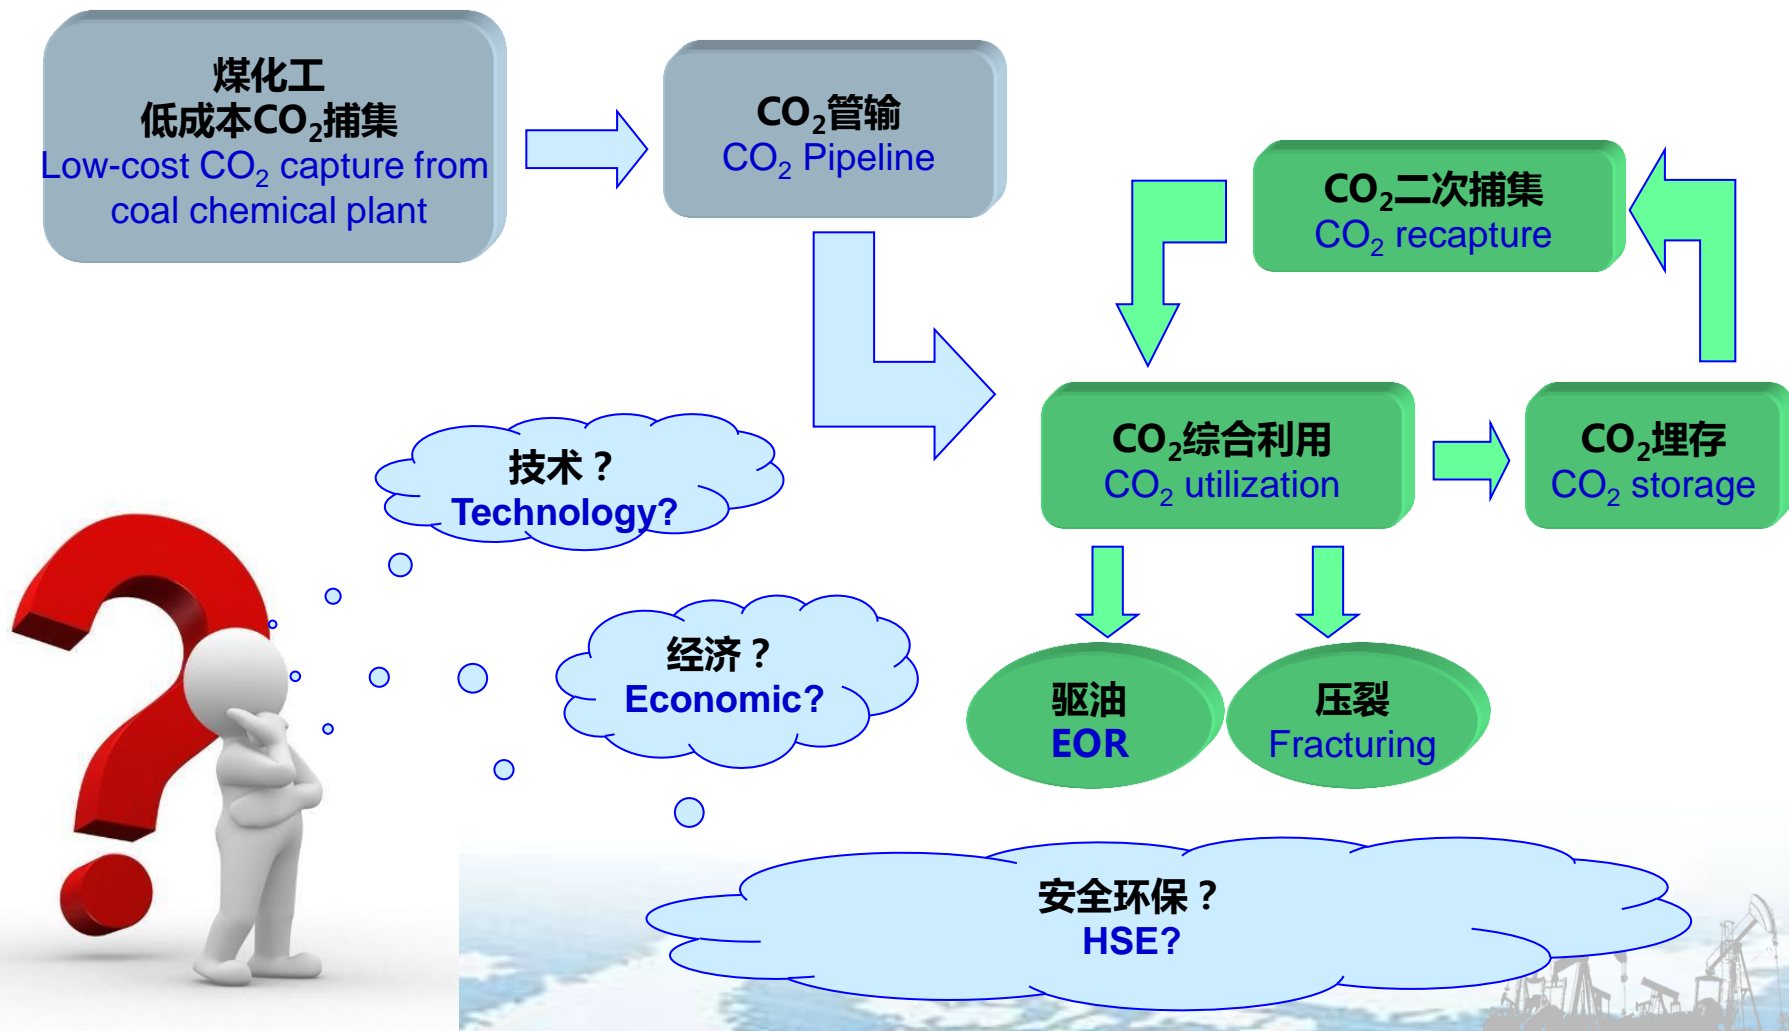 煤化工
低成本CO₂捕集
Low-cost CO₂ capture from
coal chemical plant
CO₂管输
CO₂ Pipeline
CO₂二次捕集
CO₂ recapture
CO₂综合利用
CO₂ utilization
CO₂埋存
CO₂ storage
技术？
Technology?
经济？
Economic?
驱油
EOR
压裂
Fracturing
安全环保？
HSE?